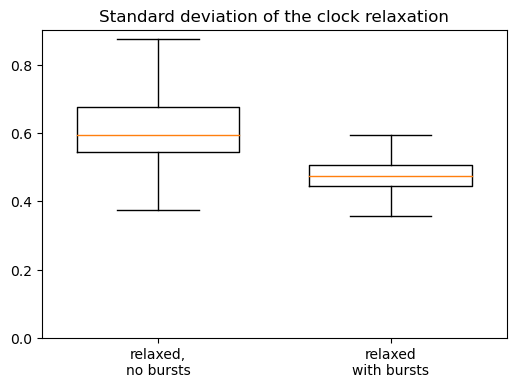 Standard deviation of the clock relaxation
0.8
0.6
0.4
0.2
0.0
relaxed,
no bursts
relaxed
with bursts